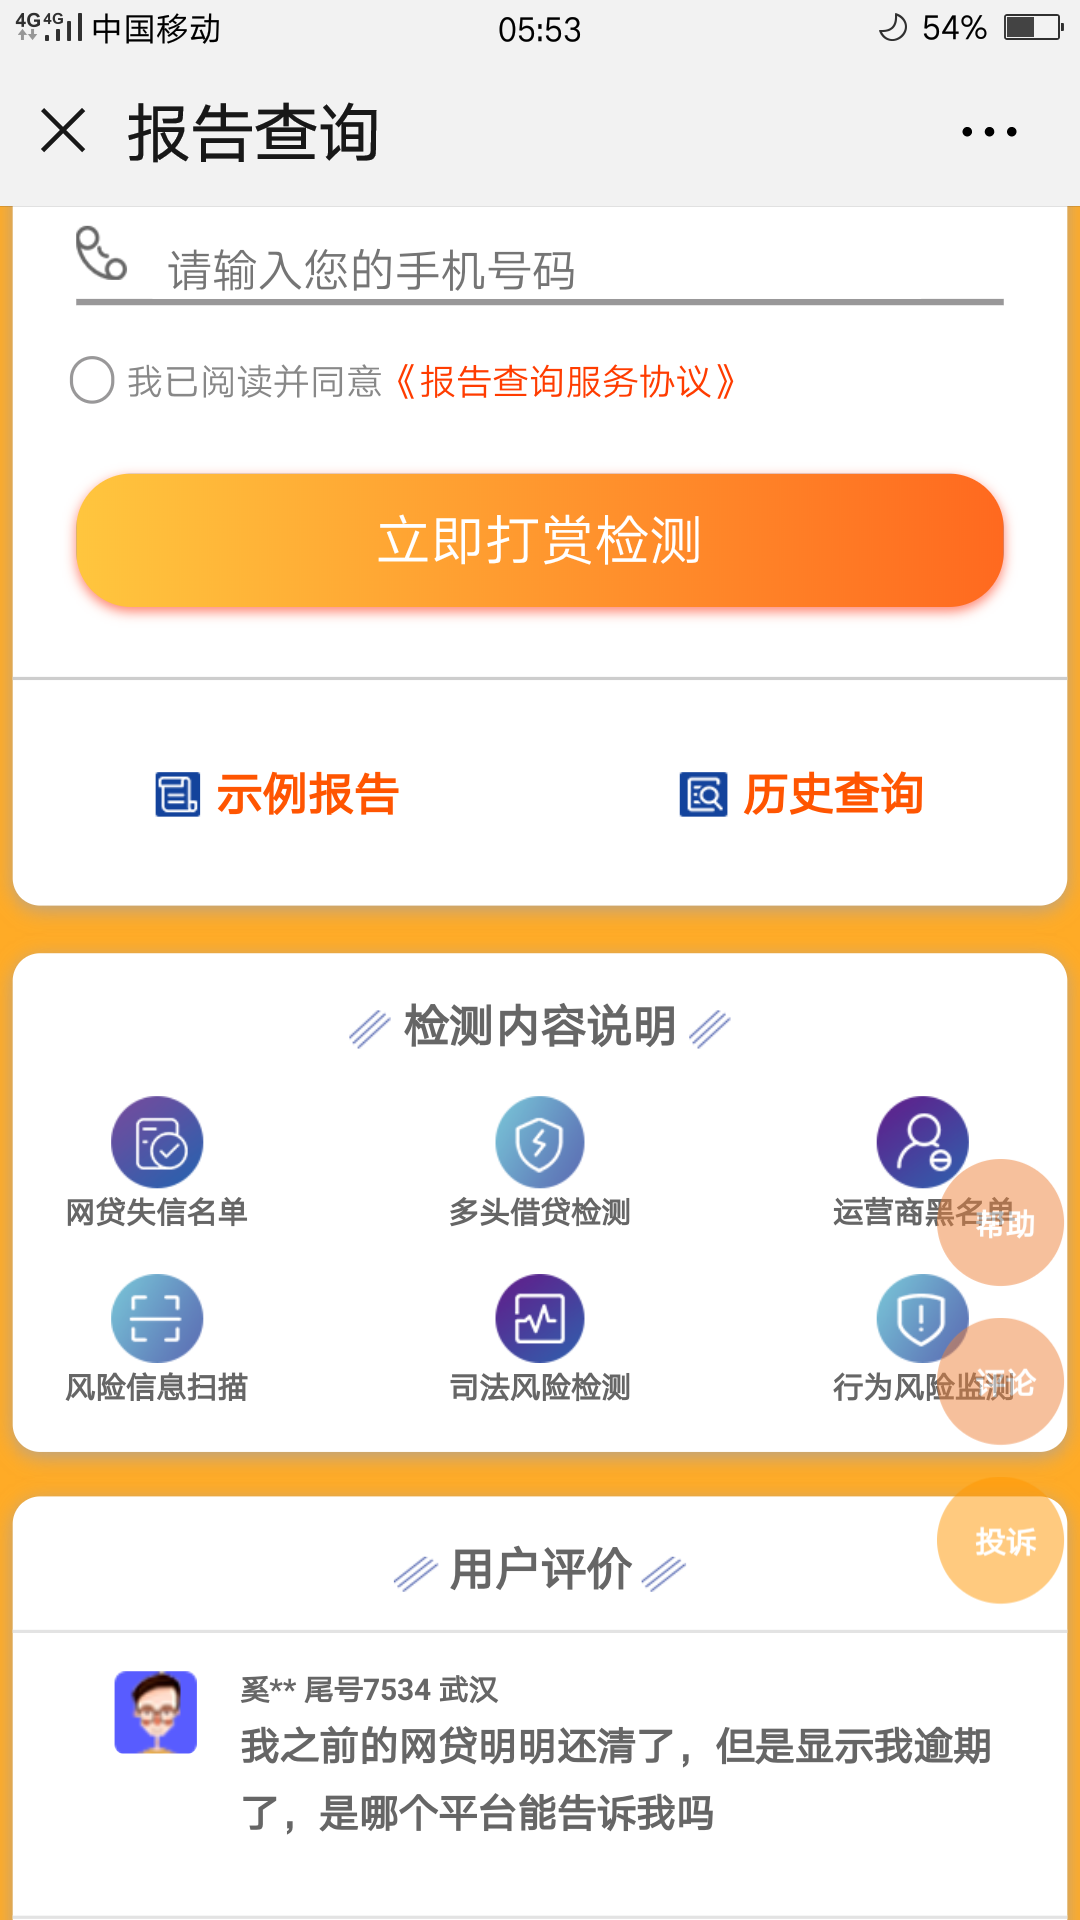 4G 4G 中国移动 05:53 54%
报告查询
请输入您的手机号码
我已阅读并同意《报告查询服务协议》
立即打赏检测
示例报告 历史查询
检测内容说明
网贷失信名单 多头借贷检测 运营商黑名单
帮助
风险信息扫描 司法风险检测 行为风险监测
评论
投诉
用户评价
奚** 尾号7534 武汉
我之前的网贷明明还清了，但是显示我逾期
了，是哪个平台能告诉我吗